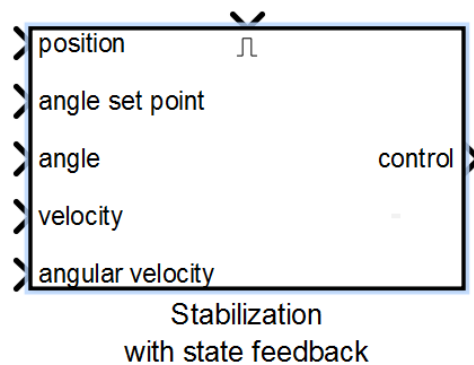 position
angle set point
angle
control
velocity
angular velocity
Stabilization
with state feedback